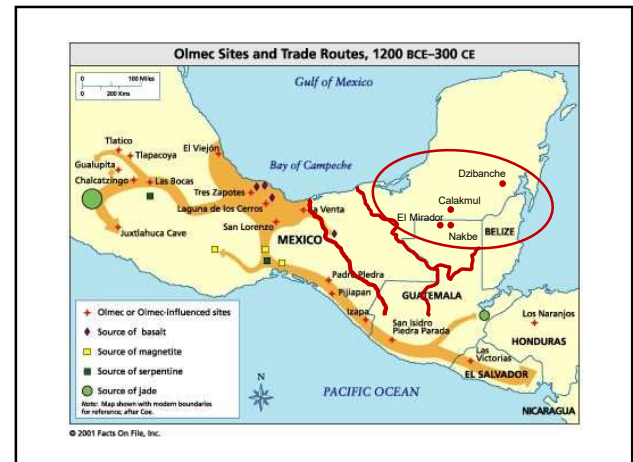 Olmec Sites and Trade Routes, 1200 BCE–300 CE
0 100 Miles
0 200 Kms
Gulf of Mexico
Tlatico
Tlapacoya
El Viejón
Gualupita
Bay of Campeche
Dzibanche
Chalcatzingo
Las Bocas
Tres Zapotes
Calakmul
Laguna de los Cerros
La Venta
El Mirador
San Lorenzo
BELIZE
Juxtlahuca Cave
MEXICO
Nakbe
Padre Piedra
GUATEMALA
Pijiapan
Izapa
Los Naranjos
Olmec or Olmec-influenced sites
San Isidro
Piedra Parada
Source of basalt
HONDURAS
Source of magnetite
Las
Victorias
Source of serpentine
EL SALVADOR
Source of jade
N
PACIFIC OCEAN
Note: Map shown with modern boundaries
for reference; after Coe.
NICARAGUA
© 2001 Facts On File, Inc.